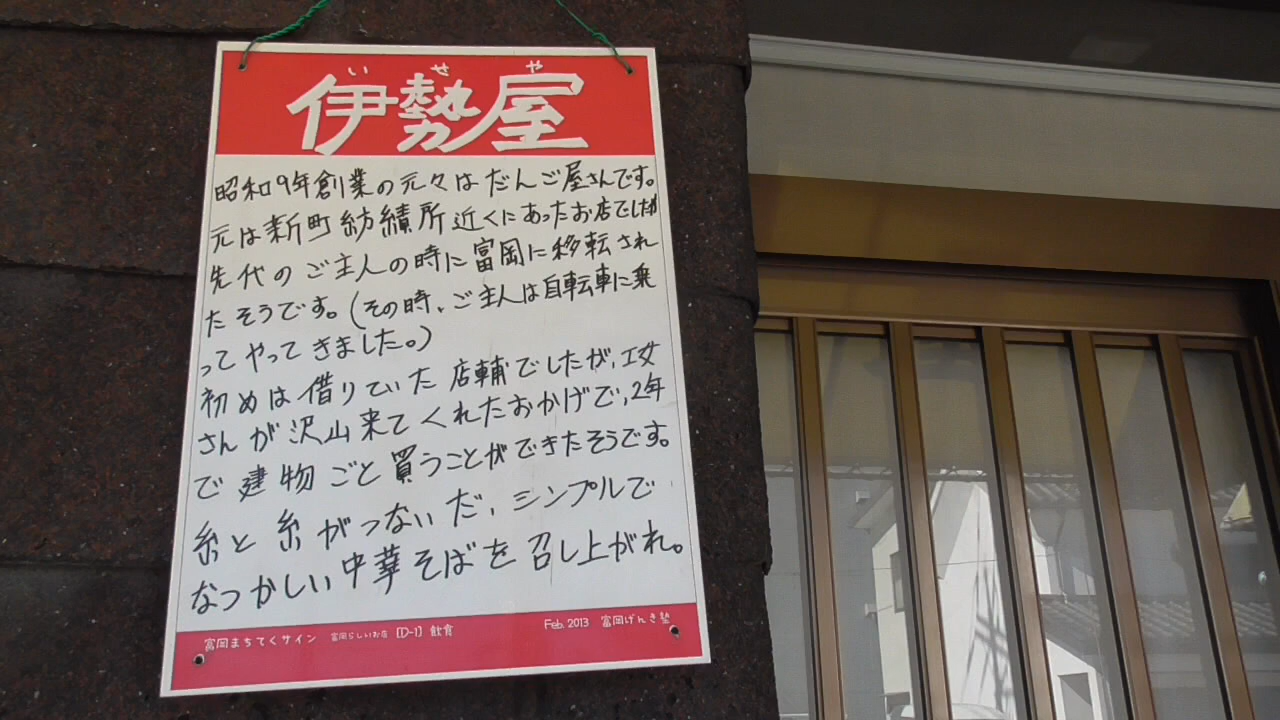 いせや
伊勢屋
昭和9年創業の元々はだんご屋さんです。
元は新町紡績所近くにあったお店でしたが
先代のご主人の時に富岡に移転され
たそうです。(その時、ご主人は自転車に乗
ってやってきました。)
初めは借りていた店輔でしたが、工女
さんが沢山来てくれたおかげで、2年
で建物ごと買うことができたそうです。
糸と糸がつないだ、シンプルで
なつかしい中華そばを召し上がれ。
富岡まちてくサイン 富岡らしいお店 [D-1] 飲食
Feb. 2013 富岡げんき塾